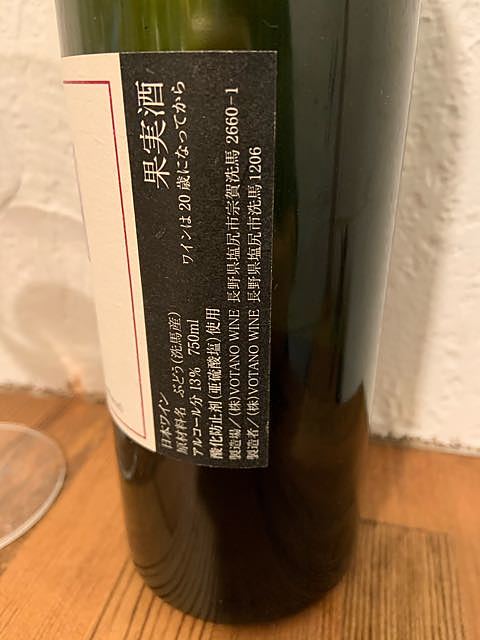 果実酒
ワインは20歳になってから
日本ワイン
原材料名 ぶどう(洗馬産)
アルコール分13% 750ml
酸化防止剤(亜硫酸塩)使用
製造場/(株)VOTANO WINE 長野県塩尻市宗賀洗馬 2660-1
製造者/(株)VOTANO WINE 長野県塩尻市洗馬 1206